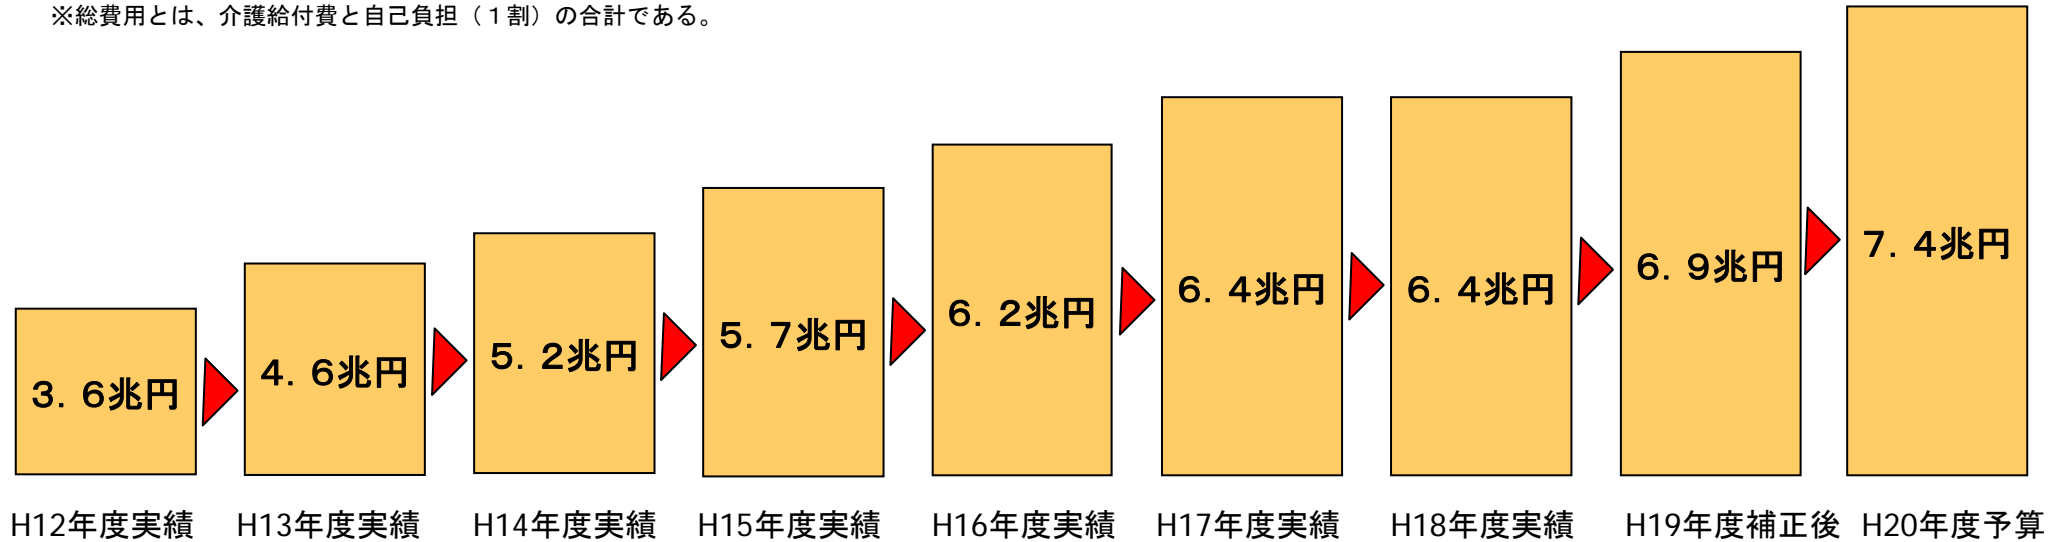 ※総費用とは、介護給付費と自己負担（１割）の合計である。
３．６兆円
４．６兆円
５．２兆円
５．７兆円
６．２兆円
６．４兆円
６．４兆円
６．９兆円
７．４兆円
H12年度実績
H13年度実績
H14年度実績
H15年度実績
H16年度実績
H17年度実績
H18年度実績
H19年度補正後
H20年度予算